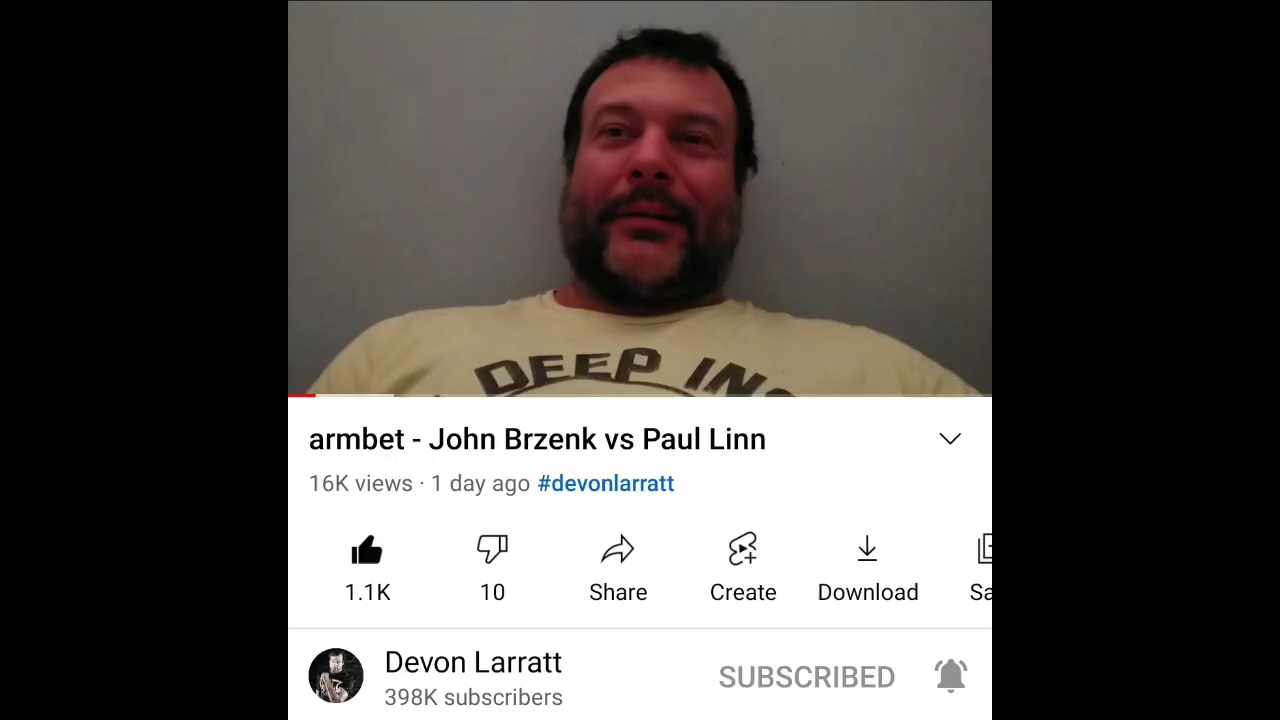 DEEP IN
armbet - John Brzenk vs Paul Linn
16K views · 1 day ago #devonlarratt
1.1K
10
Share
Create
Download
Sa
Devon Larratt
398K subscribers
SUBSCRIBED